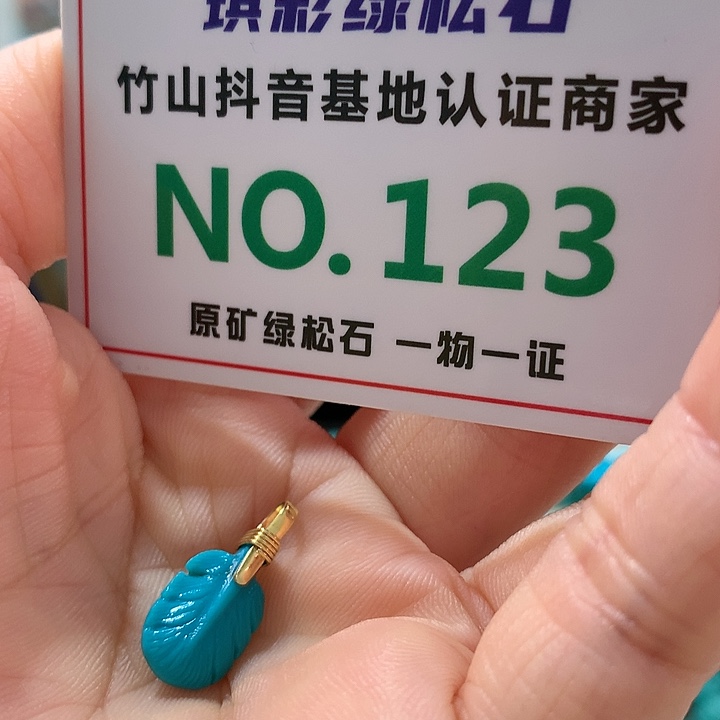 琪彩绿松石
竹山抖音基地认证商家
NO.123
原矿绿松石 一物一证